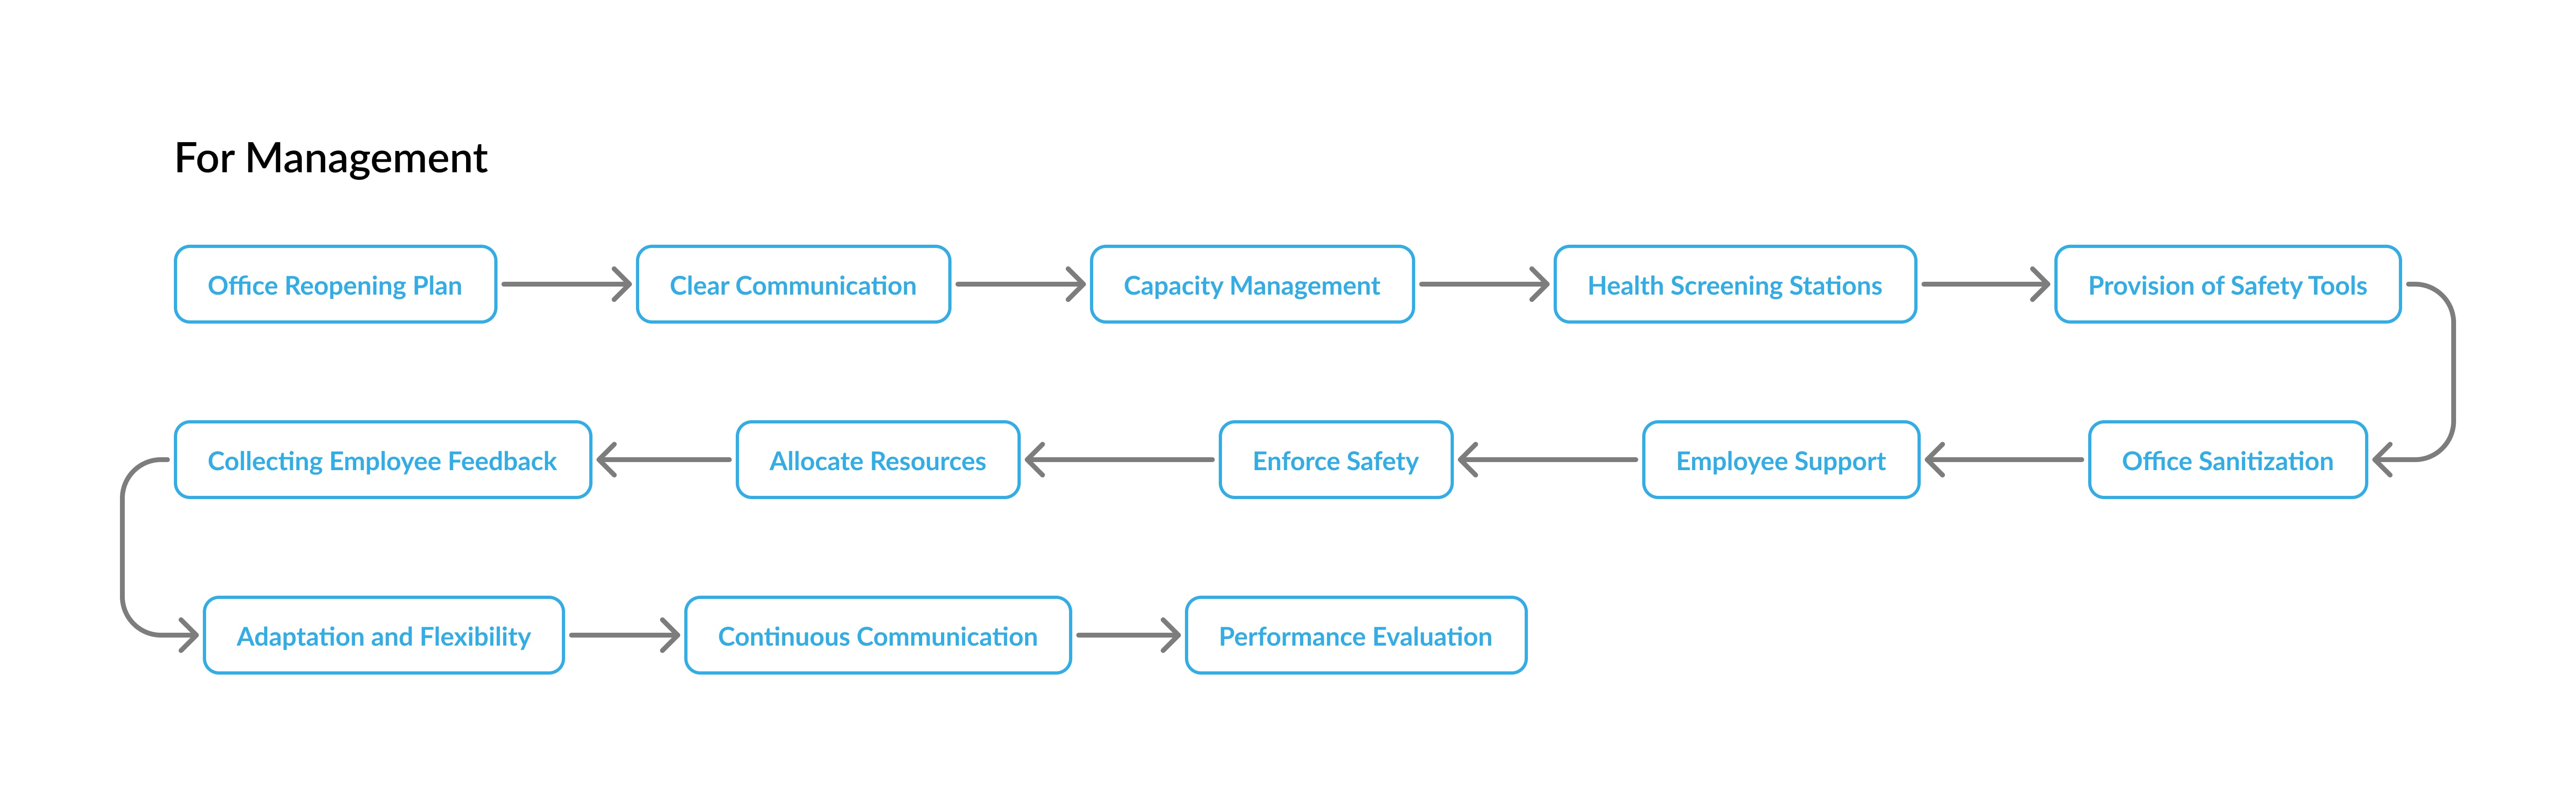 For Management
Office Reopening Plan
Clear Communication
Capacity Management
Health Screening Stations
Provision of Safety Tools
Office Sanitization
Employee Support
Enforce Safety
Allocate Resources
Collecting Employee Feedback
Adaptation and Flexibility
Continuous Communication
Performance Evaluation